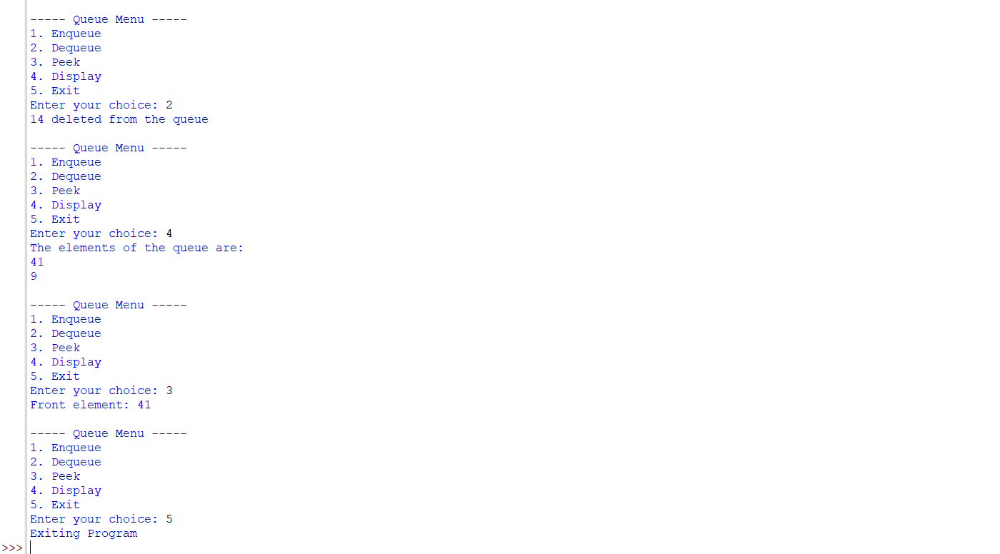 ----- Queue Menu -----
1. Enqueue
2. Dequeue
3. Peek
4. Display
5. Exit
Enter your choice: 2
14 deleted from the queue
----- Queue Menu -----
1. Enqueue
2. Dequeue
3. Peek
4. Display
5. Exit
Enter your choice: 4
The elements of the queue are:
41
9
----- Queue Menu -----
1. Enqueue
2. Dequeue
3. Peek
4. Display
5. Exit
Enter your choice: 3
Front element: 41
----- Queue Menu -----
1. Enqueue
2. Dequeue
3. Peek
4. Display
5. Exit
Enter your choice: 5
Exiting Program
>>>